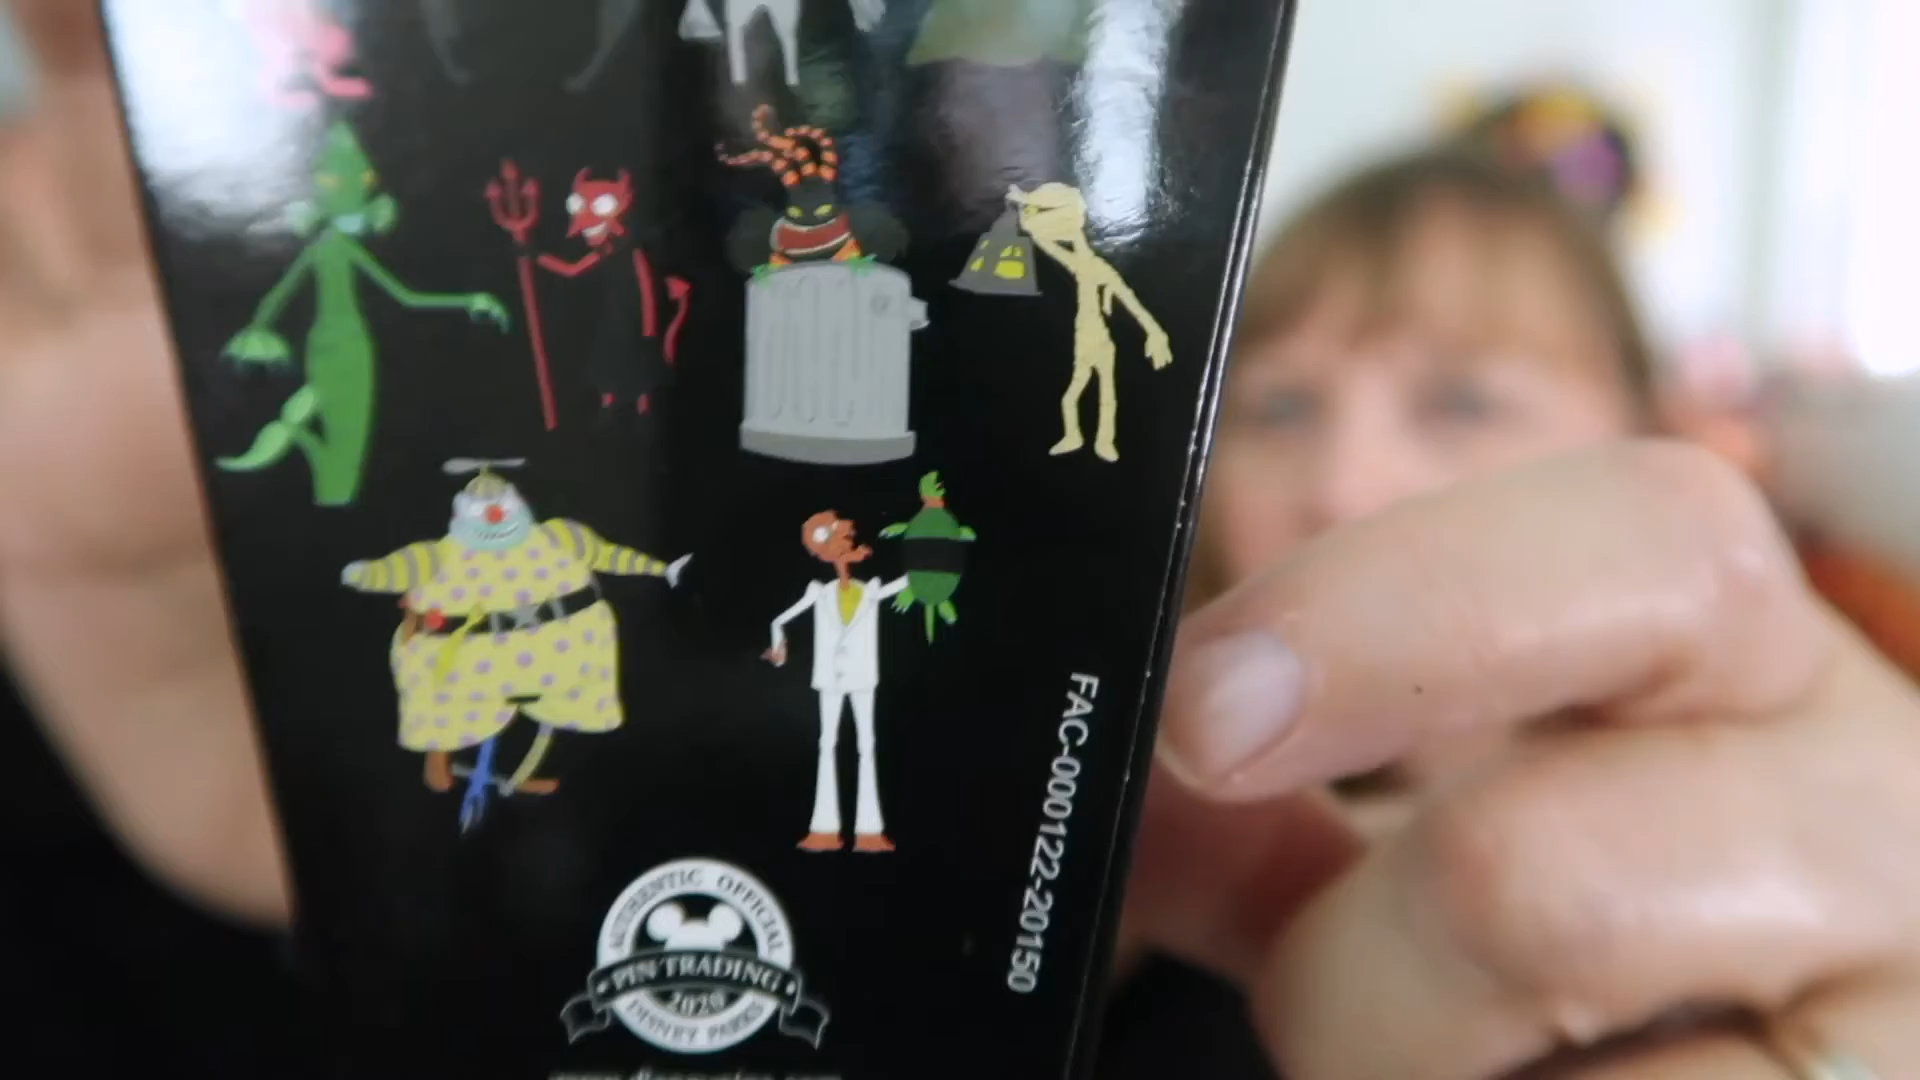 AUTHENTIC OFFICIAL
PIN TRADING
2020
DISNEY PARKS
FAC-000122-20150